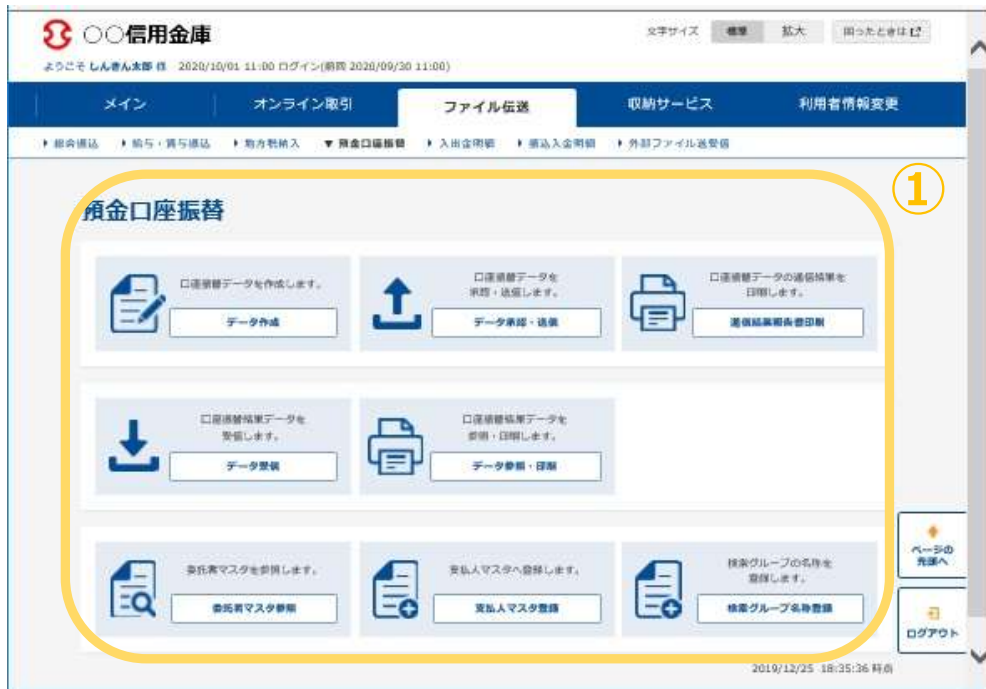 〇〇信用金庫
文字サイズ 標準 拡大 困ったときは
ようこそ しんきん太郎 様 2020/10/01 11:00 ログイン(前回 2020/09/30 11:00)
メイン オンライン取引 ファイル伝送 収納サービス 利用者情報変更
総合振込 給与・賞与振込 地方税納入 預金口座振替 入出金明細 振込入金明細 外部ファイル送受信
①
預金口座振替
口座振替データを作成します。
データ作成
口座振替データを
承認・送信します。
データ承認・送信
口座振替データの通信結果を
印刷します。
通信結果報告書印刷
口座振替結果データを
受信します。
データ受信
口座振替結果データを
参照・印刷します。
データ参照・印刷
委託者マスタを参照します。
委託者マスタ参照
支払人マスタへ登録します。
支払人マスタ登録
検索グループの名称を
登録します。
検索グループ名称登録
ページの
先頭へ
ログアウト
2019/12/25 18:35:36 時点